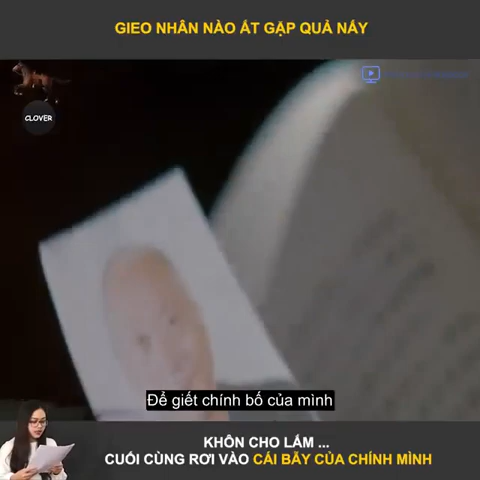 GIEO NHÂN NÀO ẤT GẶP QUẢ NẤY
CLOVER
Để giết chính bố của mình
KHÔN CHO LẮM ...
CUỐI CÙNG RƠI VÀO CÁI BẪY CỦA CHÍNH MÌNH